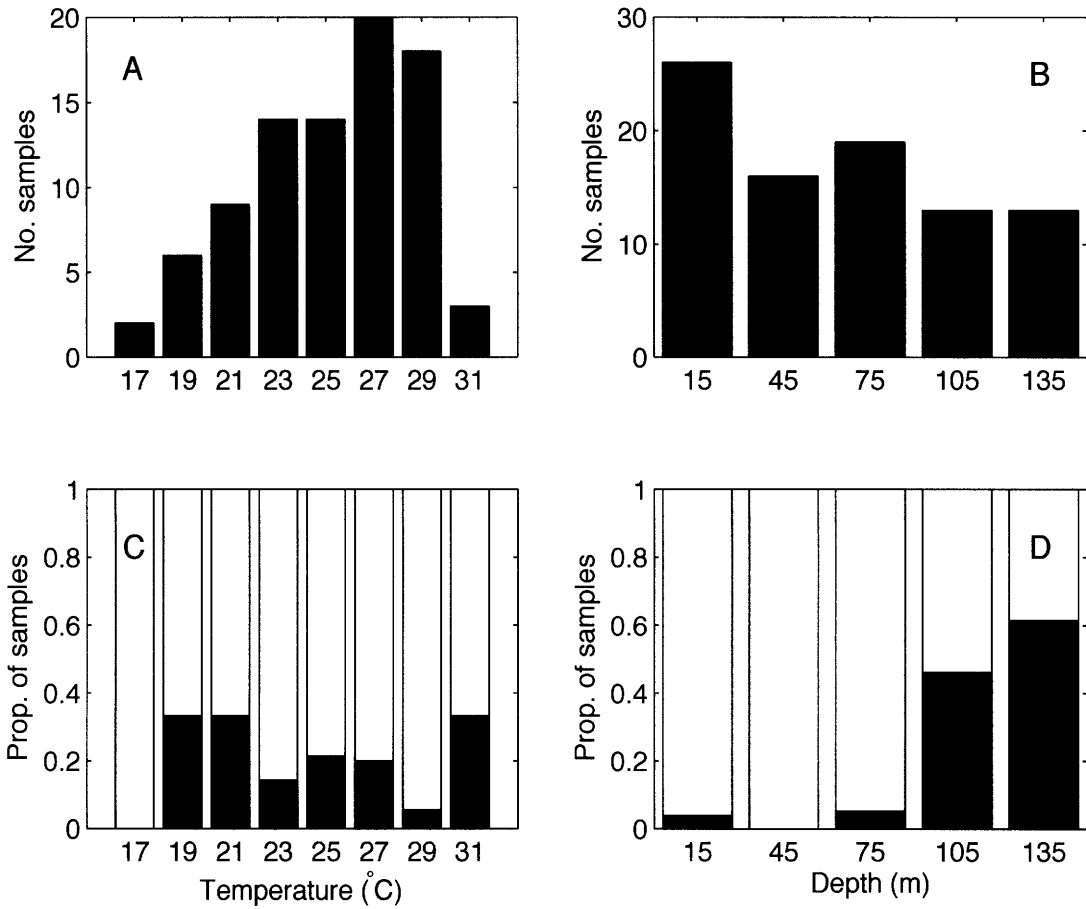 A
No. samples
20
15
10
5
0
17 19 21 23 25 27 29 31
B
No. samples
30
20
10
0
15 45 75 105 135
C
Prop. of samples
1
0.8
0.6
0.4
0.2
0
17 19 21 23 25 27 29 31
Temperature (°C)
D
Prop. of samples
1
0.8
0.6
0.4
0.2
0
15 45 75 105 135
Depth (m)